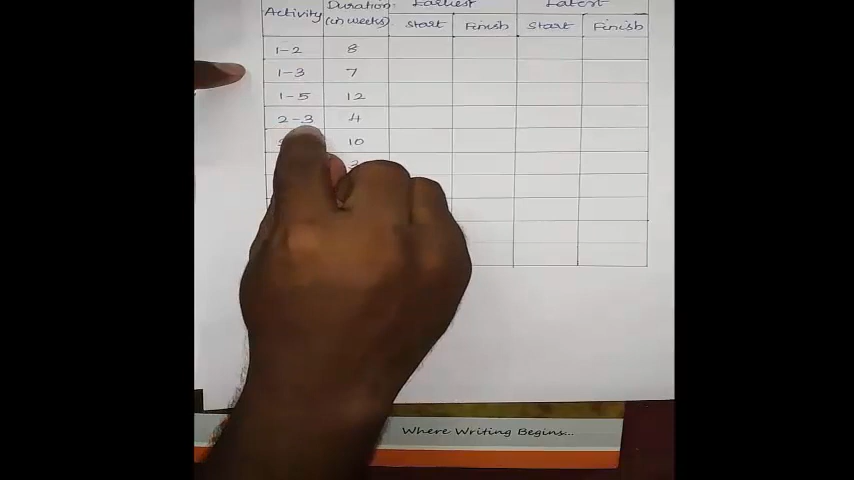 Activity Duration (in weeks) Earliest Latest
Start Finish Start Finish
1-2 8
1-3 7
1-5 12
2-3 4
10
Where Writing Begins...